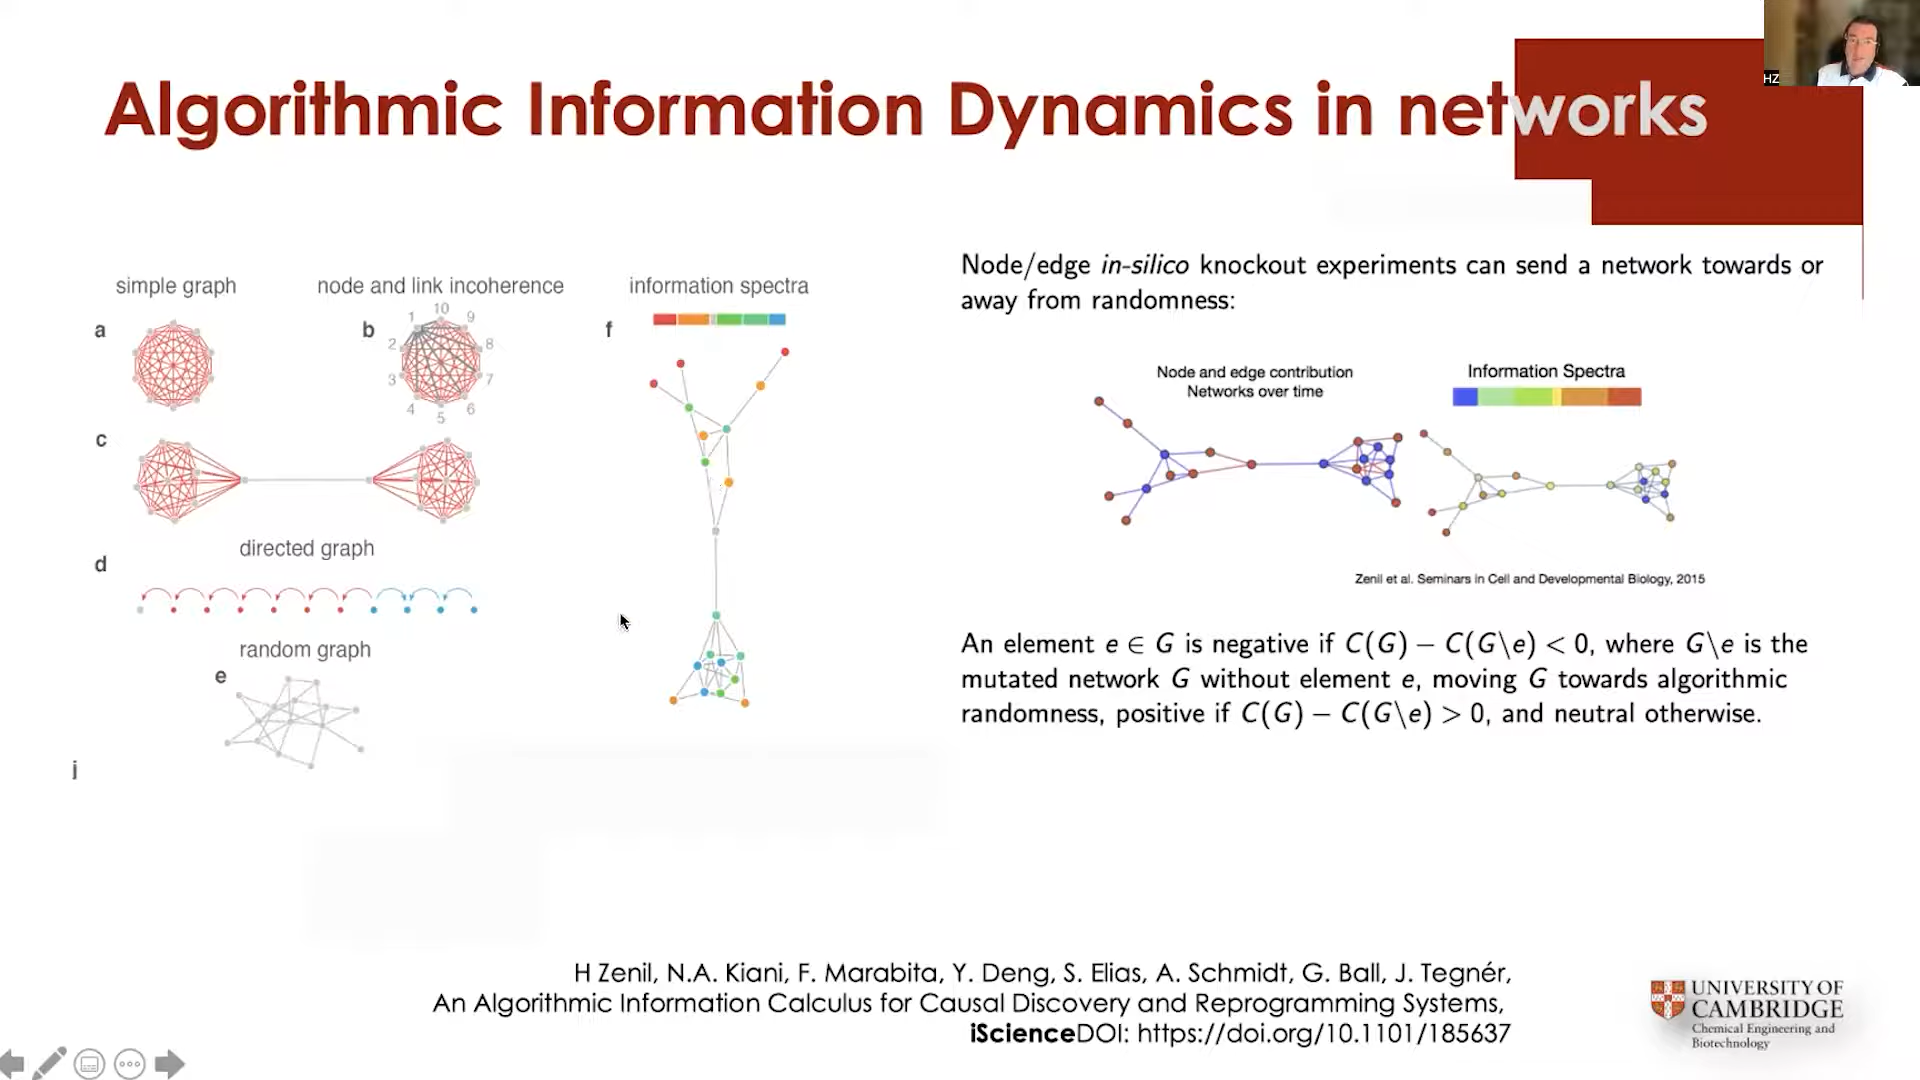 HZ
Algorithmic Information Dynamics in networks
simple graph
node and link incoherence
information spectra
a
b
1
10
9
2
8
3
7
4
5
6
f
c
directed graph
d
random graph
e
j
Node/edge in-silico knockout experiments can send a network towards or
away from randomness:
Node and edge contribution
Networks over time
Information Spectra
Zenil et al. Seminars in Cell and Developmental Biology, 2015
An element e ∈ G is negative if C(G) − C(G\e) < 0, where G\e is the
mutated network G without element e, moving G towards algorithmic
randomness, positive if C(G) − C(G\e) > 0, and neutral otherwise.
H Zenil, N.A. Kiani, F. Marabita, Y. Deng, S. Elias, A. Schmidt, G. Ball, J. Tegnér,
An Algorithmic Information Calculus for Causal Discovery and Reprogramming Systems,
iScienceDOI: https://doi.org/10.1101/185637
UNIVERSITY OF
CAMBRIDGE
Chemical Engineering and
Biotechnology